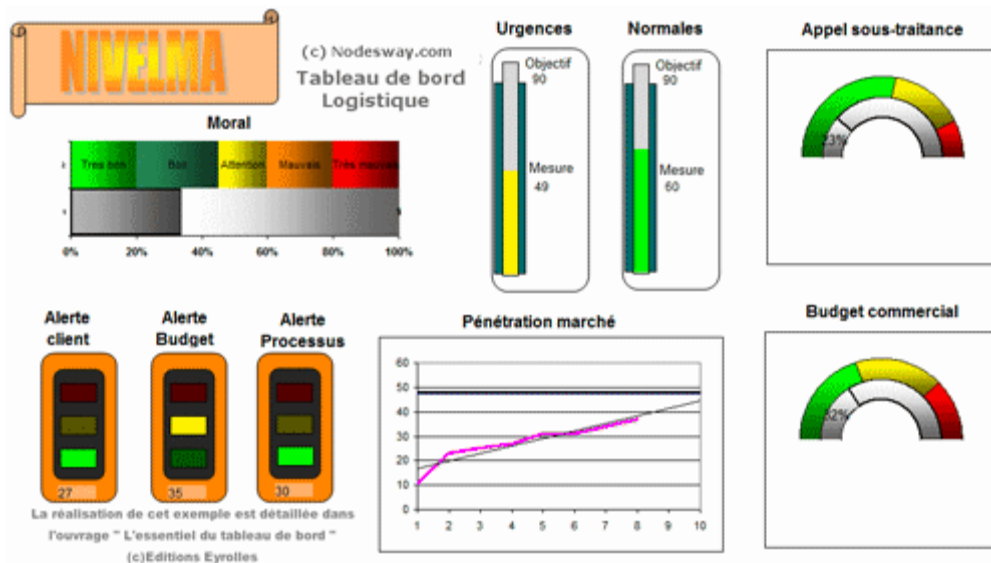 NIVELMA
(c) Nodesway.com
Tableau de bord
Logistique
Moral
Tres bon Bon Attention Mauvais Très mauvais
0% 20% 40% 60% 80% 100%
Urgences
Objectif
90
Mesure
49
Normales
Objectif
90
Mesure
60
Appel sous-traitance
23%
Alerte
client
27
Alerte
Budget
35
Alerte
Processus
30
La réalisation de cet exemple est détaillée dans
l'ouvrage " L'essentiel du tableau de bord "
(c)Editions Eyrolles
Pénétration marché
60
50
40
30
20
10
0
1 2 3 4 5 6 7 8 9 10
Budget commercial
32%